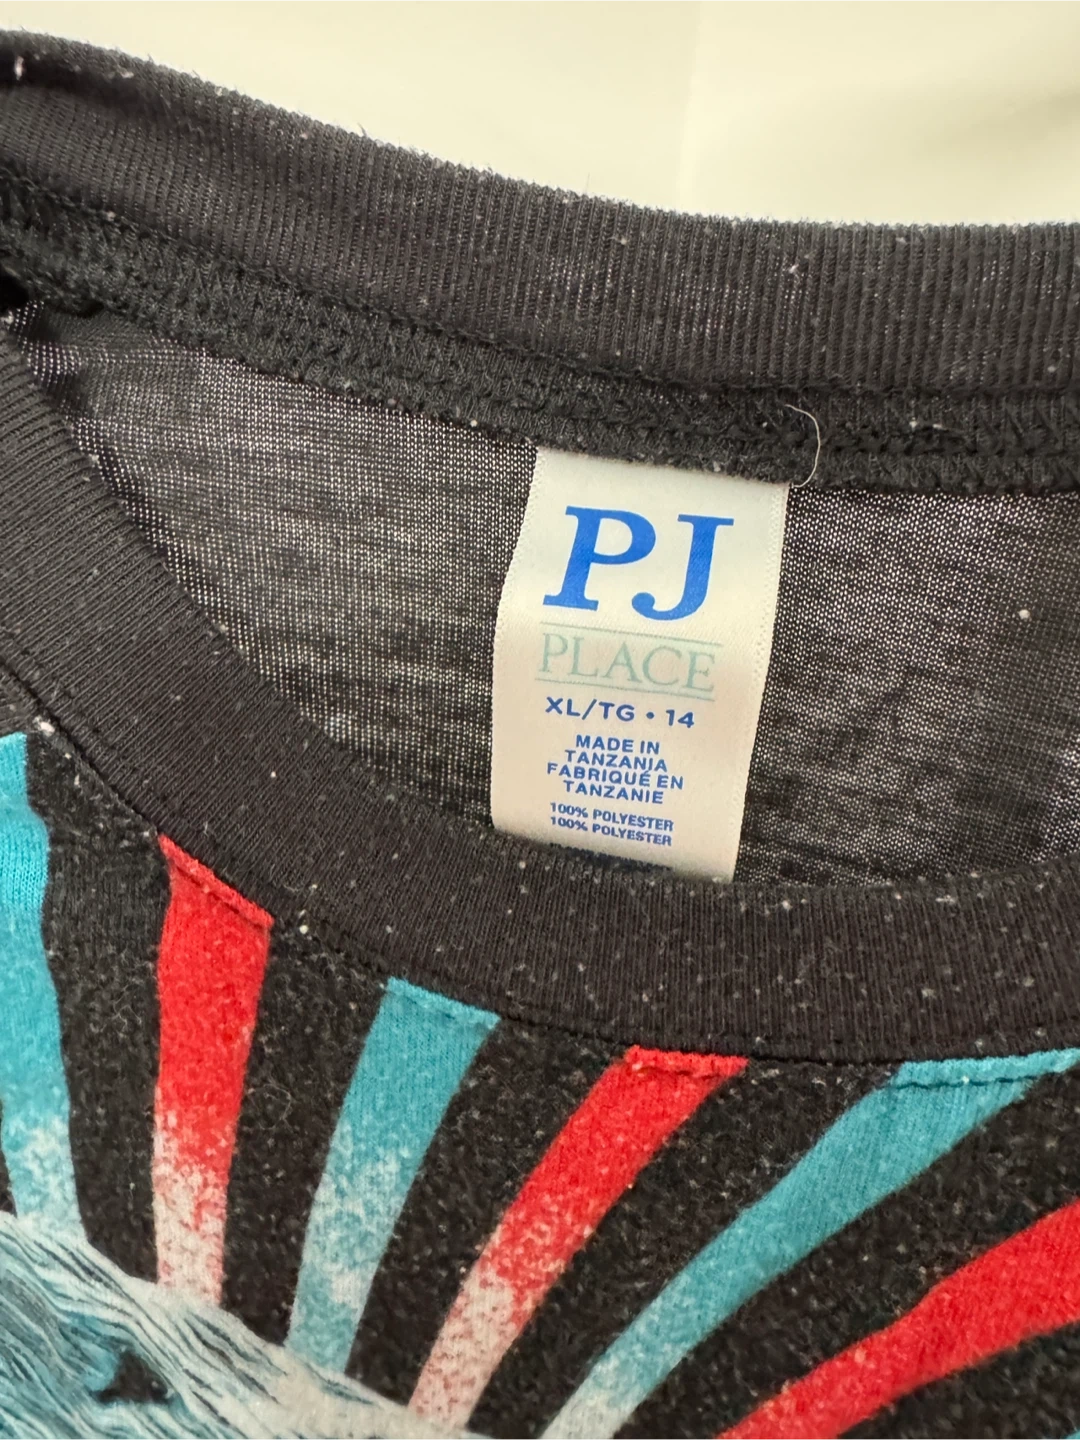 PJ
PLACE
XL/TG • 14
MADE IN
TANZANIA
FABRIQUÉ EN
TANZANIE
100% POLYESTER
100% POLYESTER